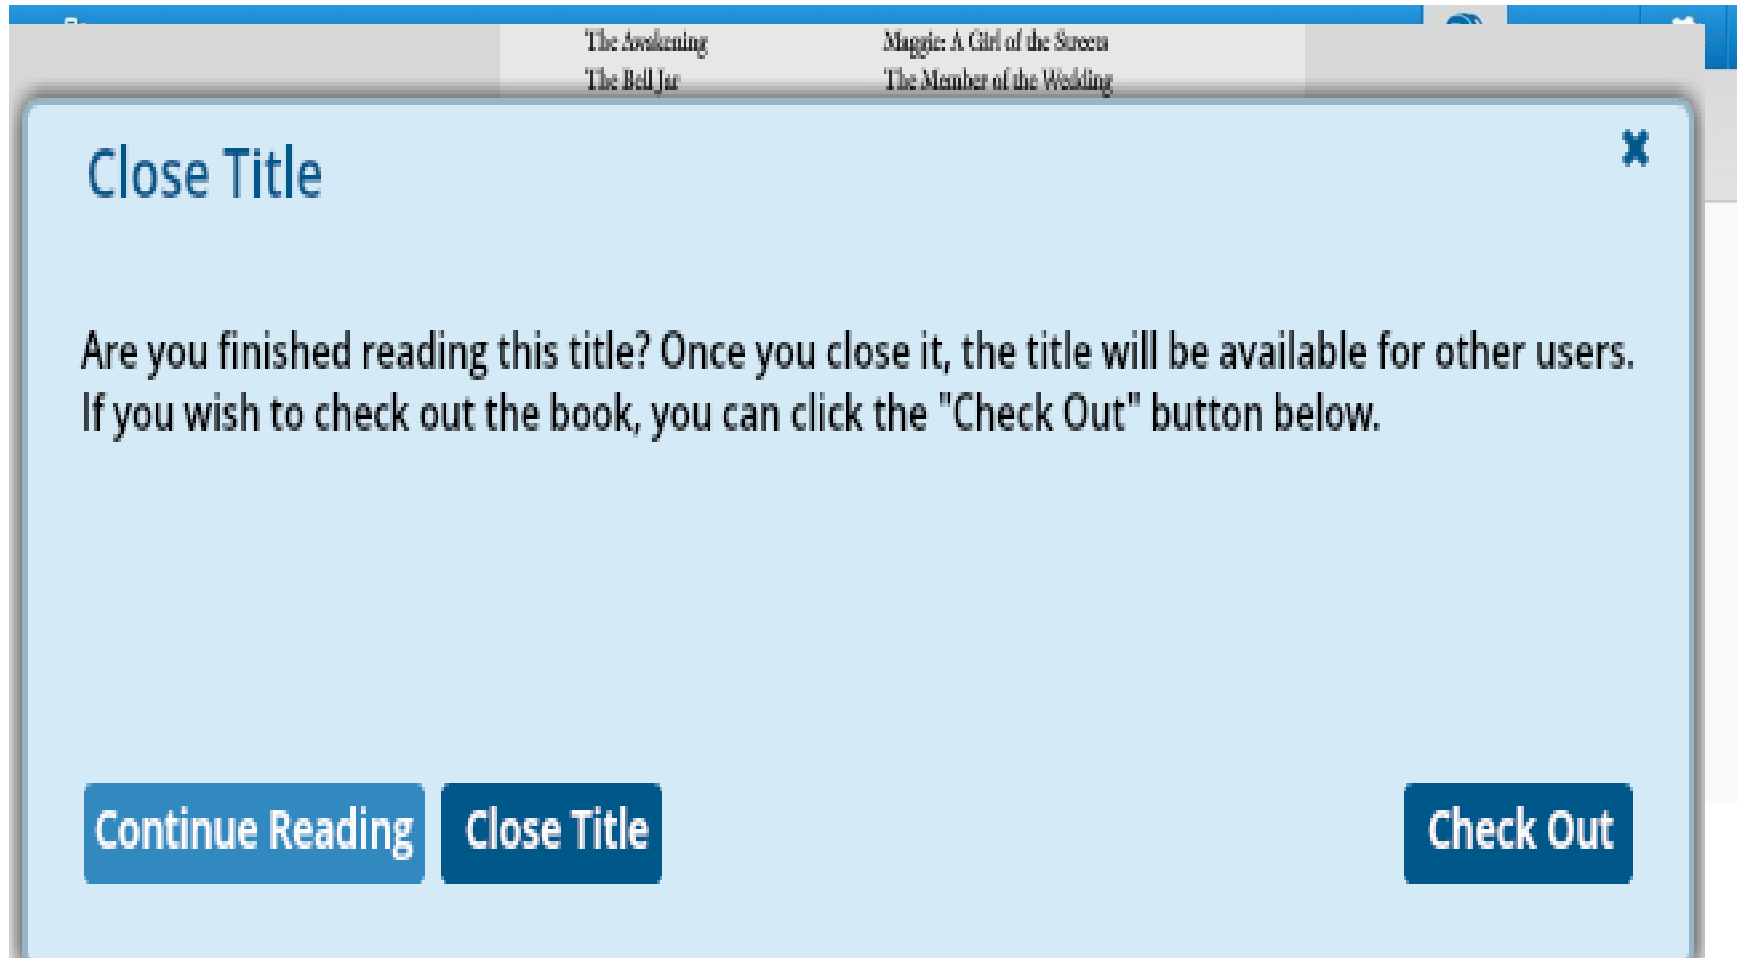 The Awakening Maggie: A Girl of the Streets
The Bell Jar The Member of the Wedding
Close Title
Are you finished reading this title? Once you close it, the title will be available for other users.
If you wish to check out the book, you can click the "Check Out" button below.
Continue Reading Close Title Check Out